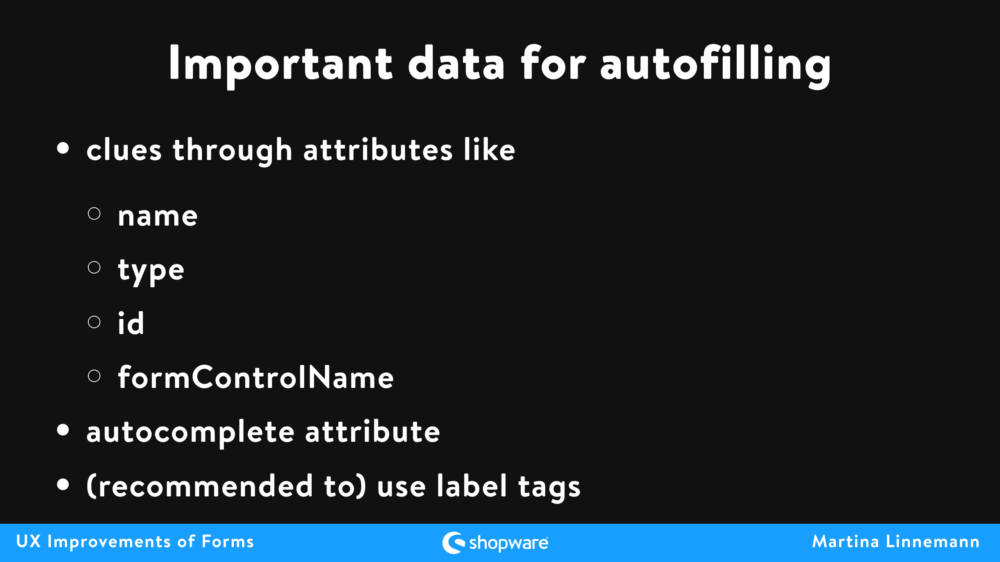 Important data for autofilling
• clues through attributes like
○ name
○ type
○ id
○ formControlName
• autocomplete attribute
• (recommended to) use label tags
UX Improvements of Forms
shopware®
Martina Linnemann